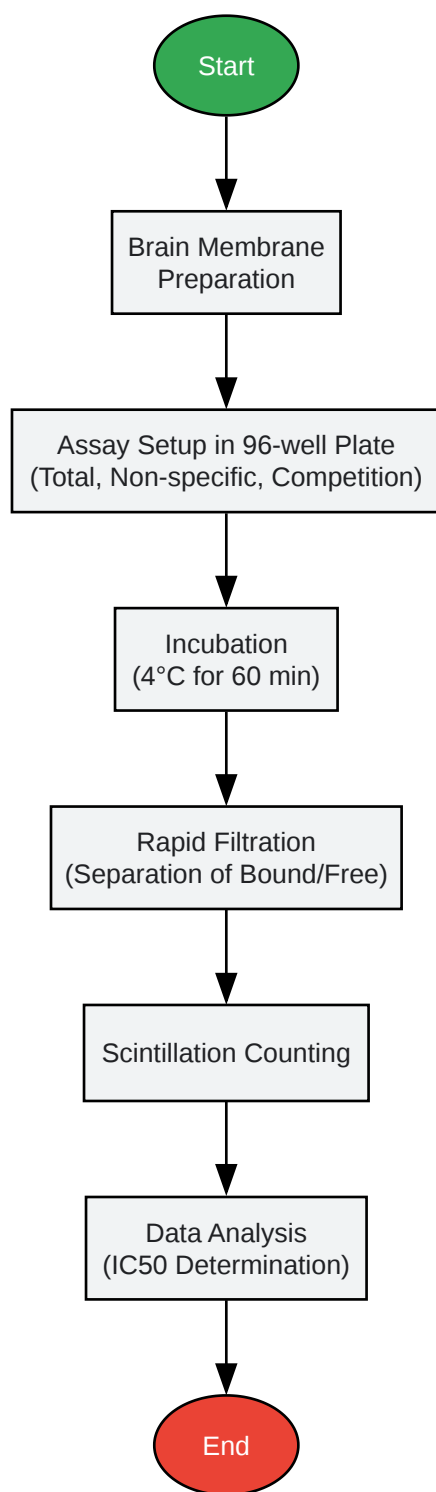 Start
Brain Membrane
Preparation
Assay Setup in 96-well Plate
(Total, Non-specific, Competition)
Incubation
(4°C for 60 min)
Rapid Filtration
(Separation of Bound/Free)
Scintillation Counting
Data Analysis
(IC50 Determination)
End